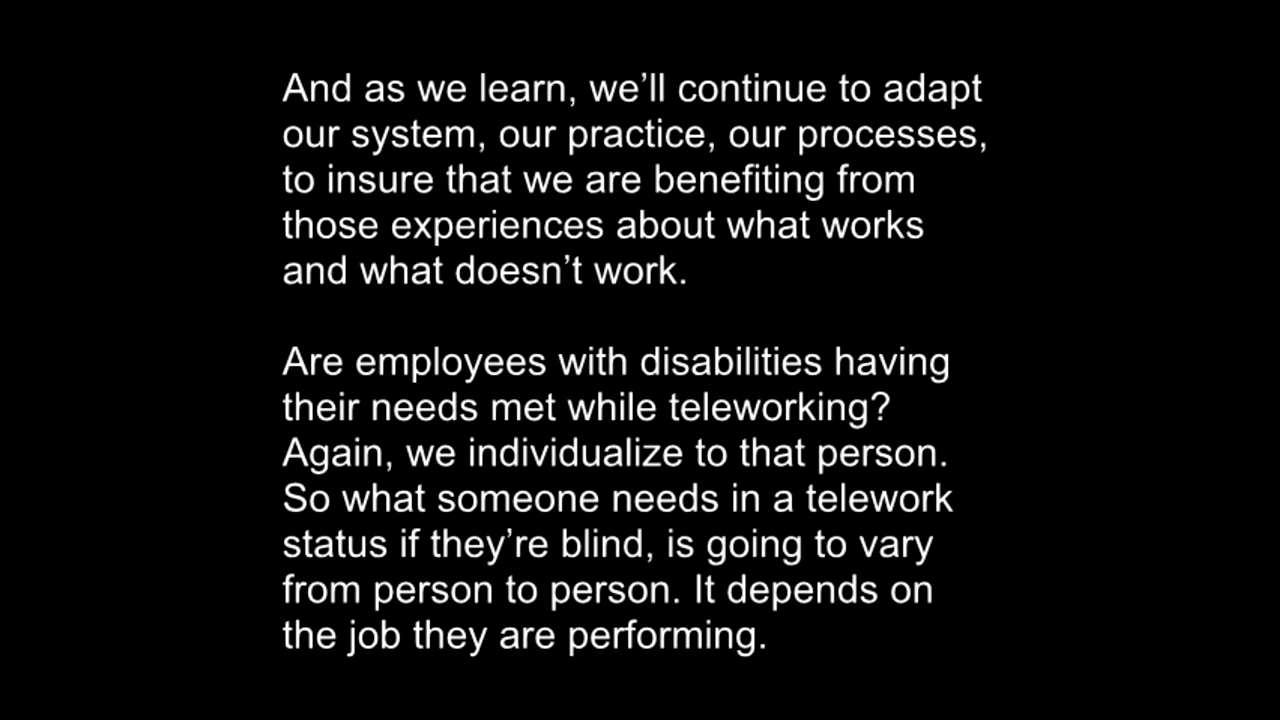 And as we learn, we’ll continue to adapt
our system, our practice, our processes,
to insure that we are benefiting from
those experiences about what works
and what doesn’t work.
Are employees with disabilities having
their needs met while teleworking?
Again, we individualize to that person.
So what someone needs in a telework
status if they’re blind, is going to vary
from person to person. It depends on
the job they are performing.